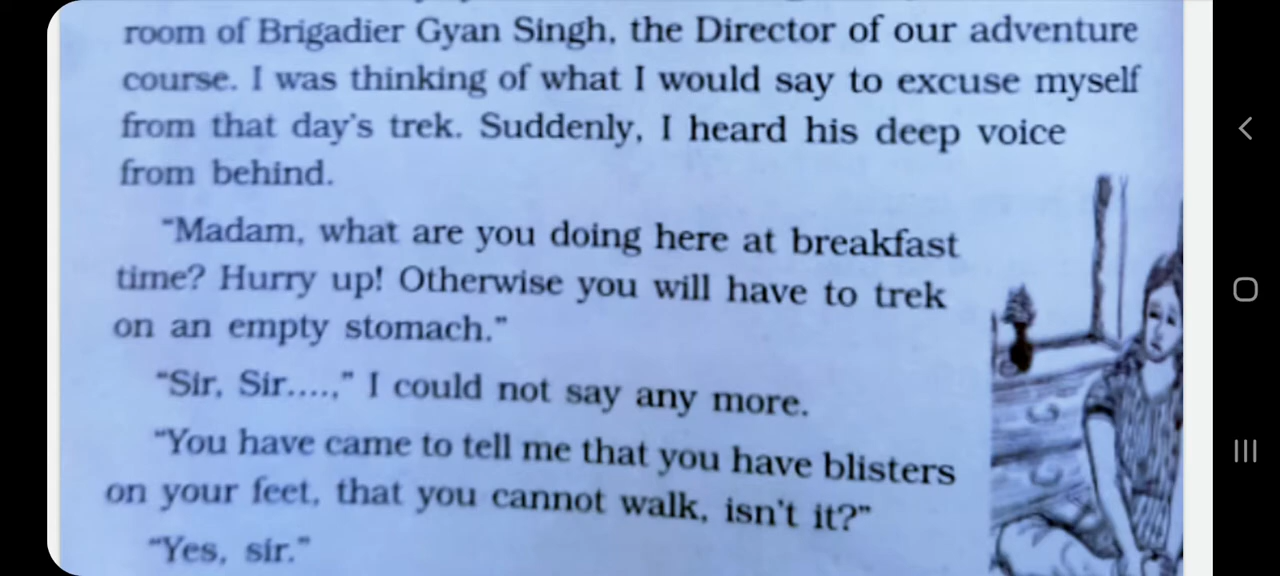 room of Brigadier Gyan Singh, the Director of our adventure
course. I was thinking of what I would say to excuse myself
from that day's trek. Suddenly, I heard his deep voice
from behind.
"Madam, what are you doing here at breakfast
time? Hurry up! Otherwise you will have to trek
on an empty stomach."
"Sir, Sir....," I could not say any more.
"You have came to tell me that you have blisters
on your feet, that you cannot walk, isn't it?"
"Yes, sir."